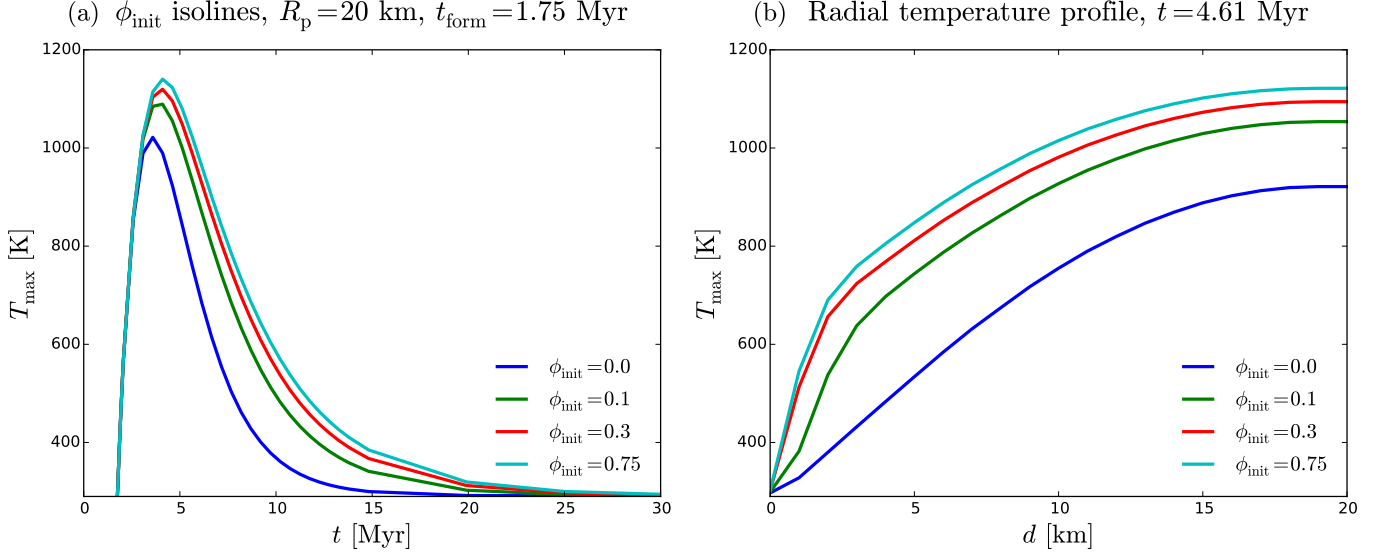 (a) ϕinit isolines, Rp=20 km, tform=1.75 Myr
1200
1000
800
600
400
0 5 10 15 20 25 30
Tmax [K]
t [Myr]
ϕinit=0.0
ϕinit=0.1
ϕinit=0.3
ϕinit=0.75
(b) Radial temperature profile, t=4.61 Myr
1200
1000
800
600
400
0 5 10 15 20
Tmax [K]
d [km]
ϕinit=0.0
ϕinit=0.1
ϕinit=0.3
ϕinit=0.75